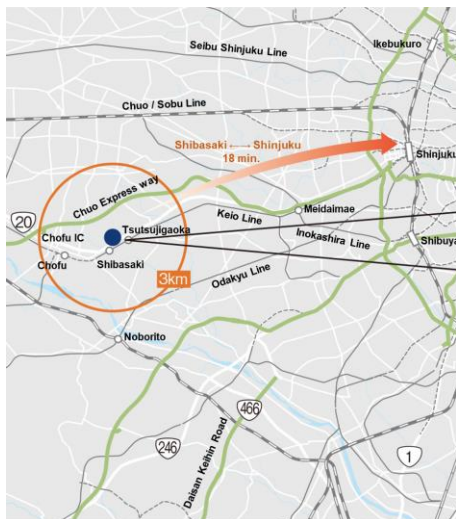 Ikebukuro
Seibu Shinjuku Line
Chuo / Sobu Line
Shibasaki ←→ Shinjuku
18 min.
Shinjuku
Chuo Express way
Meidaimae
20
Keio Line
Tsutsujigaoka
Chofu IC
Inokashira Line
Shibuya
Shibasaki
Chofu
Odakyu Line
3km
Noborito
466
246
Daisan Keihin Road
1